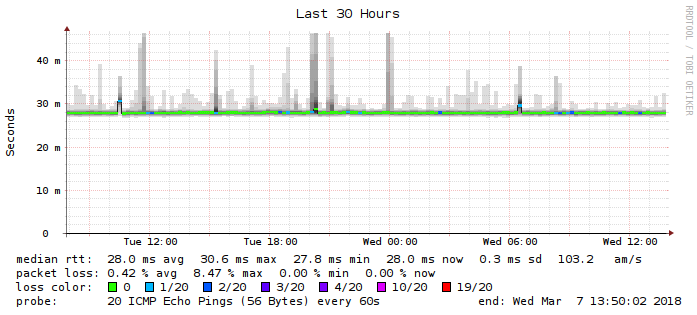 Last 30 Hours
RRDTOOL / TOBI OETIKER
Seconds
40 m
30 m
20 m
10 m
0
Tue 12:00 Tue 18:00 Wed 00:00 Wed 06:00 Wed 12:00
median rtt: 28.0 ms avg 30.6 ms max 27.8 ms min 28.0 ms now 0.3 ms sd 103.2 am/s
packet loss: 0.42 % avg 8.47 % max 0.00 % min 0.00 % now
loss color: 0 1/20 2/20 3/20 4/20 10/20 19/20
probe: 20 ICMP Echo Pings (56 Bytes) every 60s end: Wed Mar 7 13:50:02 2018